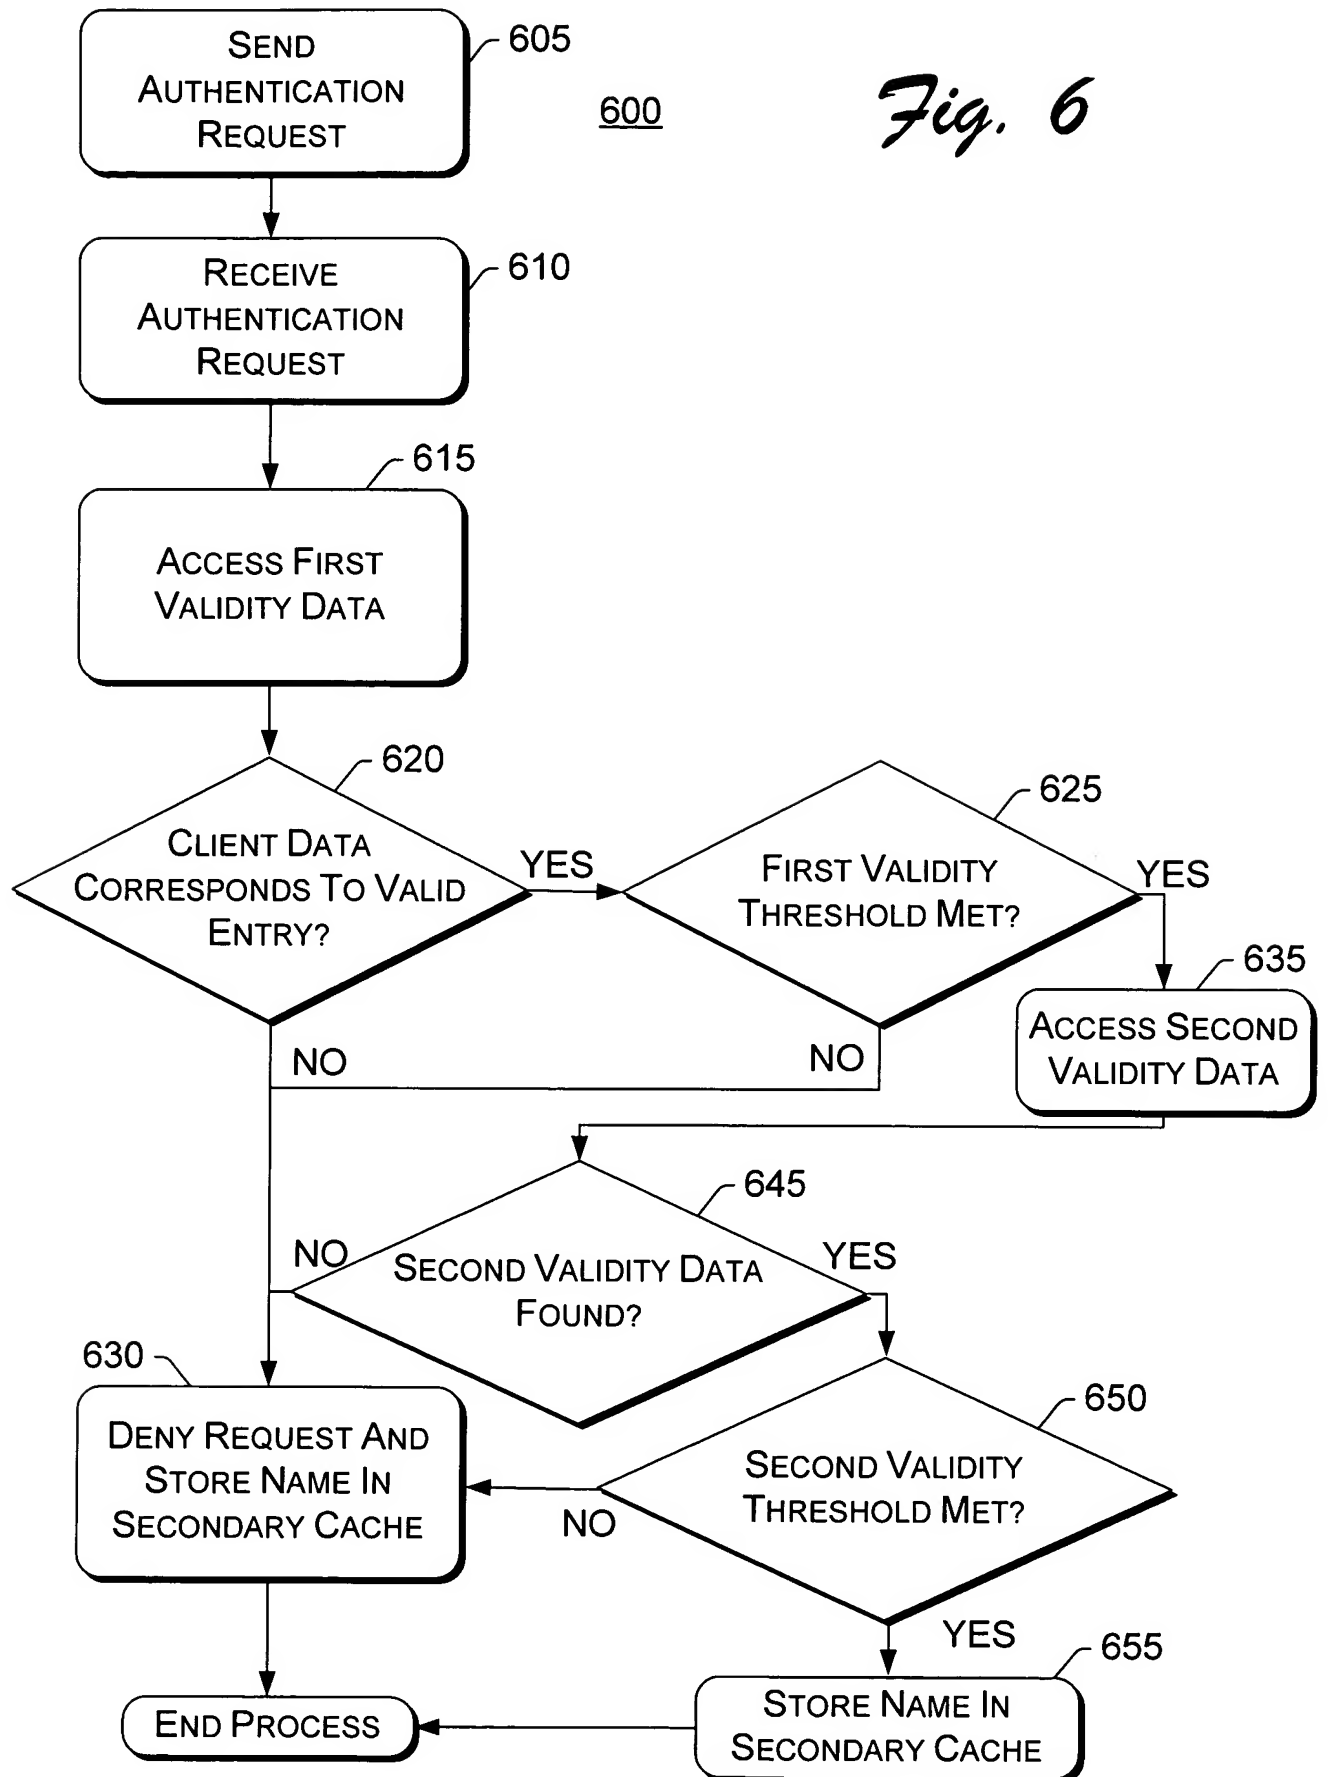 SEND
AUTHENTICATION
REQUEST
605
600
Fig. 6
RECEIVE
AUTHENTICATION
REQUEST
610
615
ACCESS FIRST
VALIDITY DATA
620
CLIENT DATA
CORRESPONDS TO VALID
ENTRY?
YES
625
FIRST VALIDITY
THRESHOLD MET?
YES
635
ACCESS SECOND
VALIDITY DATA
NO
NO
645
NO
SECOND VALIDITY DATA
FOUND?
YES
630
DENY REQUEST AND
STORE NAME IN
SECONDARY CACHE
650
SECOND VALIDITY
THRESHOLD MET?
NO
YES
655
STORE NAME IN
SECONDARY CACHE
END PROCESS